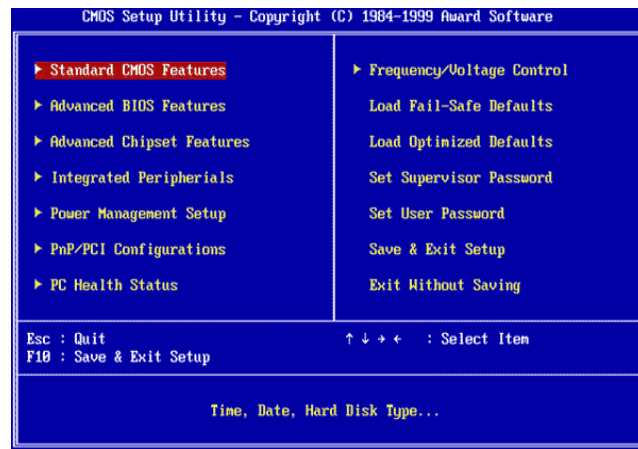 CMOS Setup Utility - Copyright (C) 1984-1999 Award Software
▶ Standard CMOS Features
▶ Advanced BIOS Features
▶ Advanced Chipset Features
▶ Integrated Peripherials
▶ Power Management Setup
▶ PnP/PCI Configurations
▶ PC Health Status
▶ Frequency/Voltage Control
Load Fail-Safe Defaults
Load Optimized Defaults
Set Supervisor Password
Set User Password
Save & Exit Setup
Exit Without Saving
Esc : Quit
F10 : Save & Exit Setup
↑ ↓ → ← : Select Item
Time, Date, Hard Disk Type...